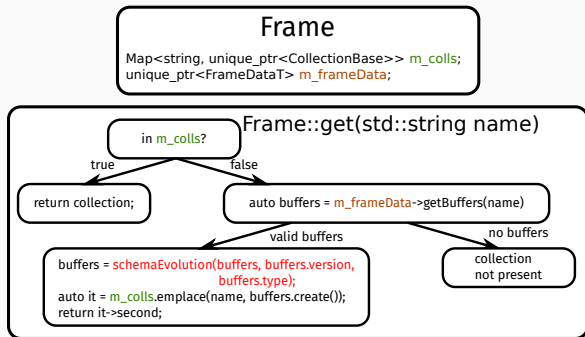 Frame
Map<string, unique_ptr<CollectionBase>> m_colls;
unique_ptr<FrameDataT> m_frameData;
Frame::get(std::string name)
in m_colls?
true
false
return collection;
auto buffers = m_frameData->getBuffers(name)
valid buffers
no buffers
buffers = schemaEvolution(buffers, buffers.version,
buffers.type);
auto it = m_colls.emplace(name, buffers.create());
return it->second;
collection
not present